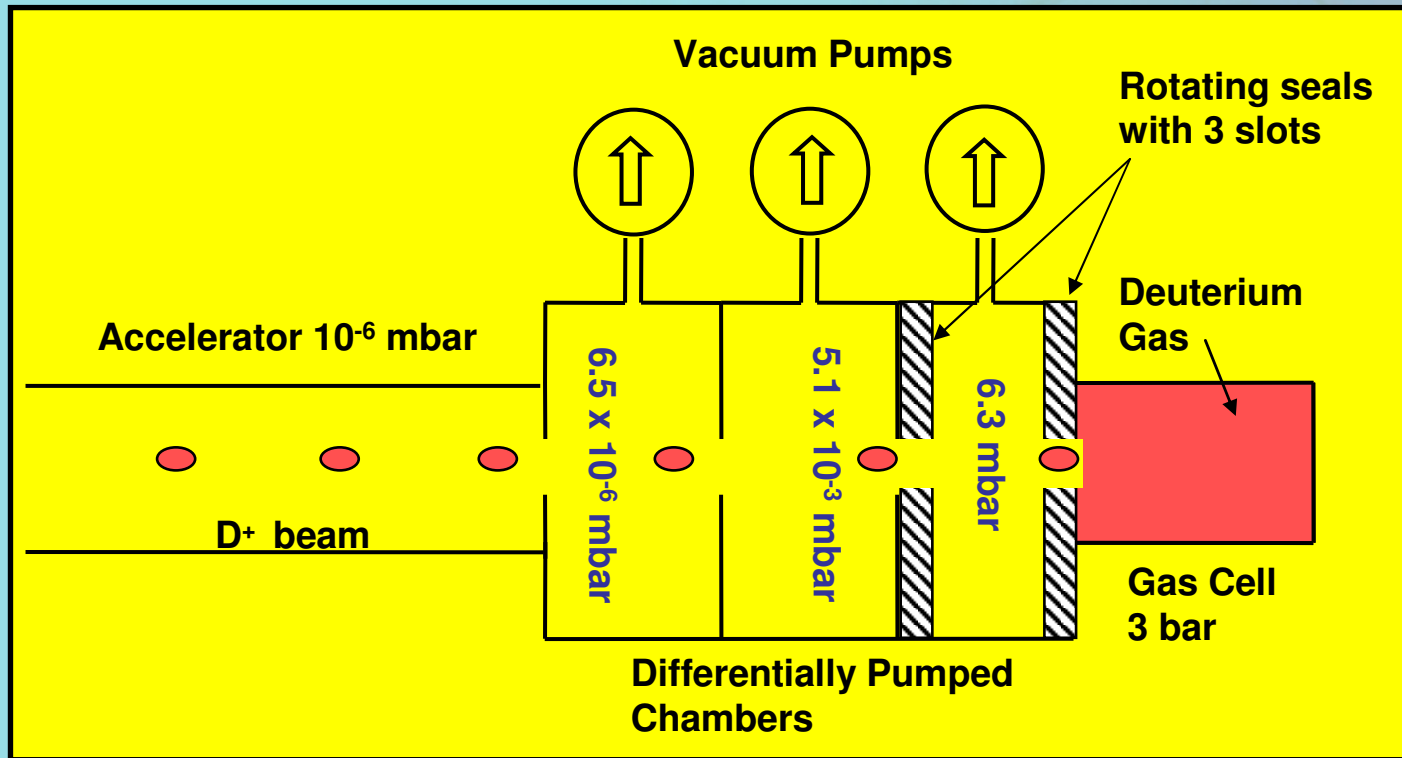 Vacuum Pumps
Rotating seals
with 3 slots
Deuterium
Gas
Accelerator 10⁻⁶ mbar
6.5 x 10⁻⁶ mbar
5.1 x 10⁻³ mbar
6.3 mbar
D⁺ beam
Gas Cell
3 bar
Differentially Pumped
Chambers